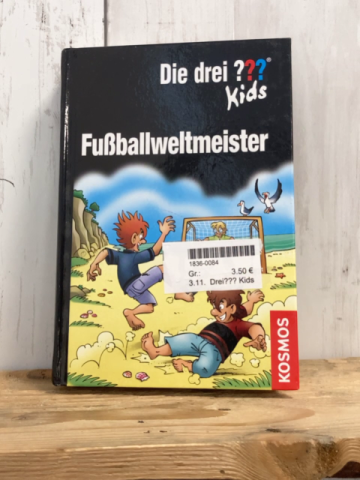 Die drei ???®
Kids
Fußballweltmeister
1836-0084
Gr.: 3.50 €
3.11. Drei??? Kids
KOSMOS